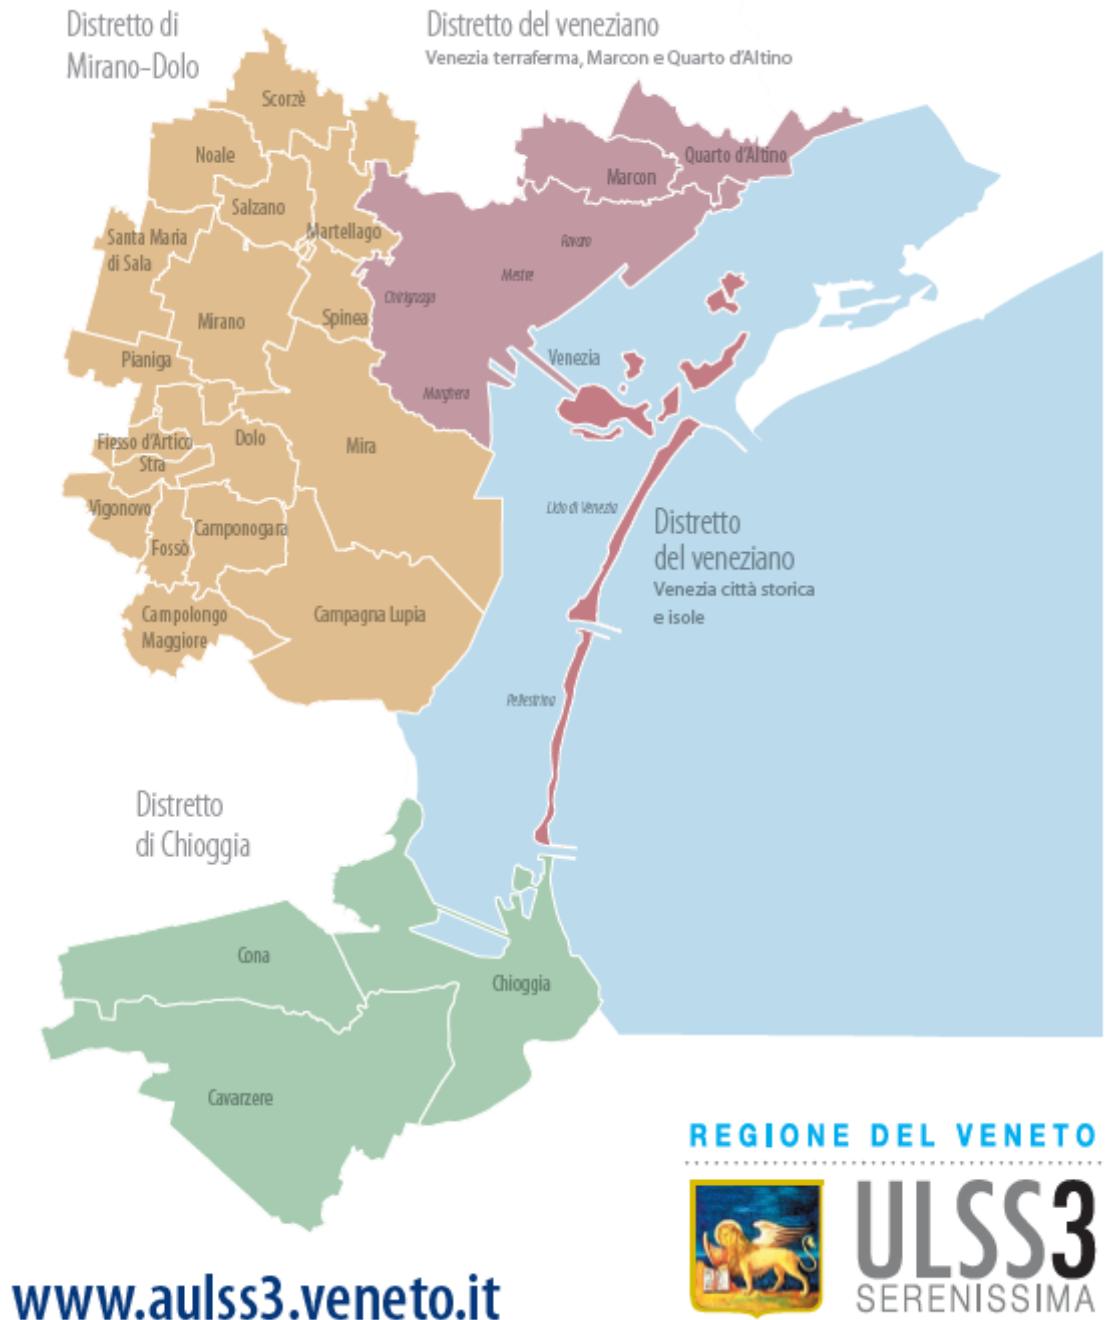 Distretto di
Mirano-Dolo
Distretto del veneziano
Venezia terraferma, Marcon e Quarto d'Altino
Scorzè
Noale
Quarto d'Altino
Marcon
Salzano
Martellago
Santa Maria
di Sala
Favaro
Mestre
Chirignago
Mirano
Spinea
Pianiga
Venezia
Marghera
Fiesso d'Artico
Dolo
Mira
Stra
Vigonovo
Lido di Venezia
Camponogara
Fossò
Distretto
del veneziano
Venezia città storica
e isole
Campolongo
Maggiore
Campagna Lupia
Pellestrina
Distretto
di Chioggia
Cona
Chioggia
Cavarzere
REGIONE DEL VENETO
ULSS3
SERENISSIMA
www.aulss3.veneto.it